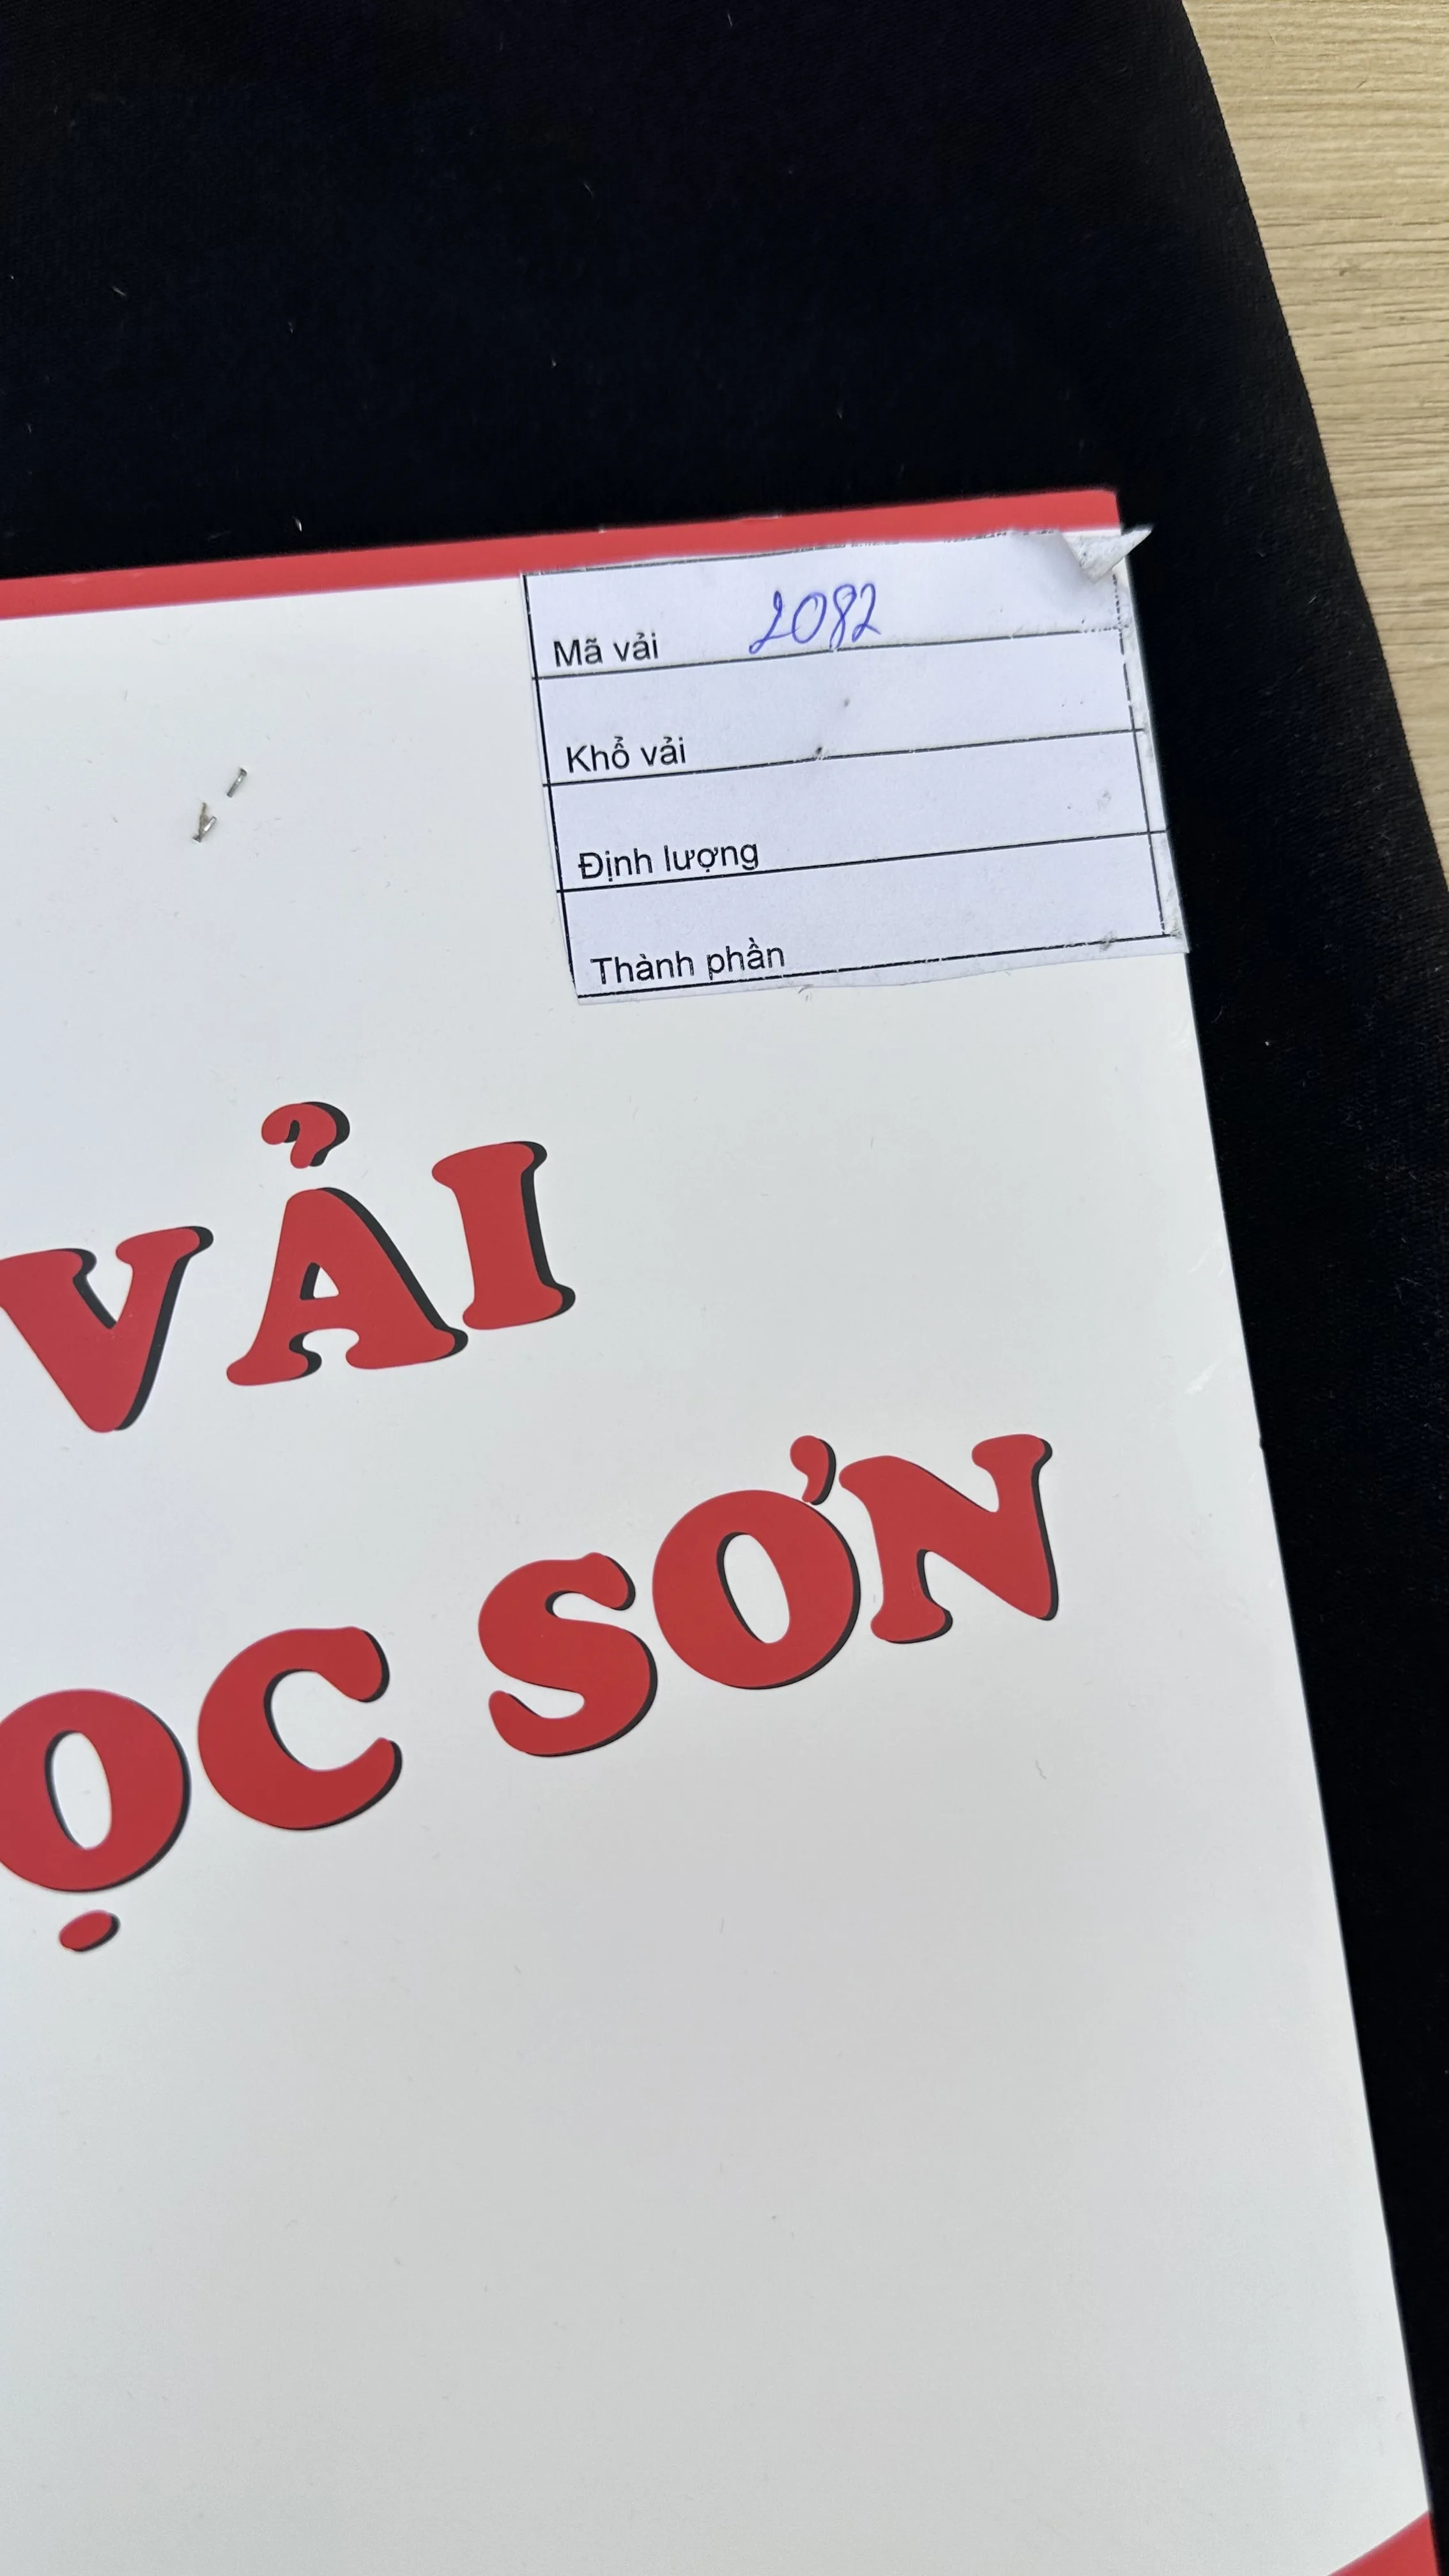 Mã vải 2082
Khổ vải
Định lượng
Thành phần
VẢI
ỌC SƠN